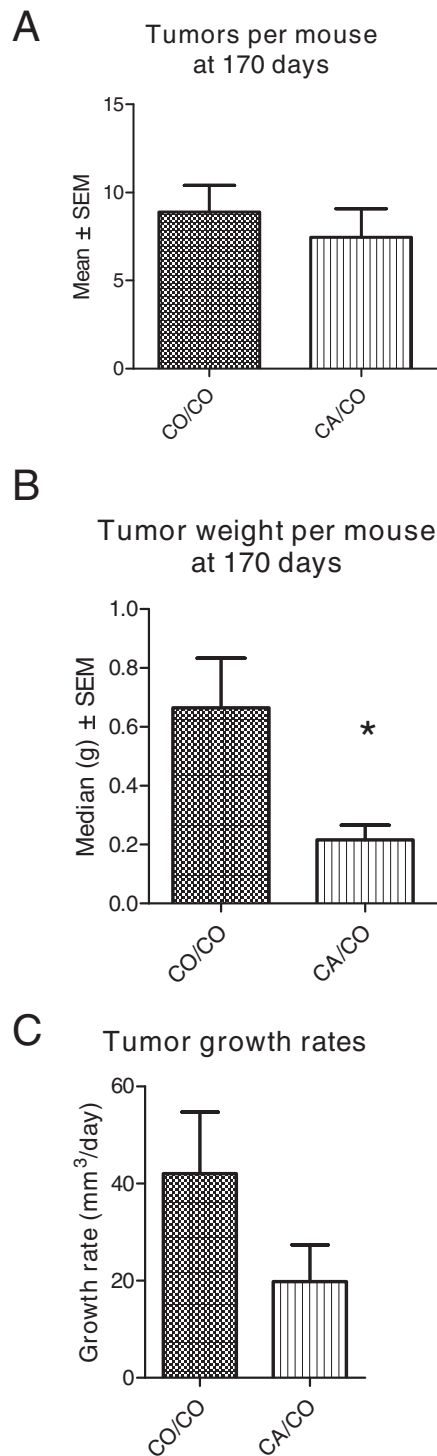 A
Tumors per mouse
at 170 days
Mean ± SEM
15
10
5
0
CO/CO
CA/CO
B
Tumor weight per mouse
at 170 days
Median (g) ± SEM
1.0
0.8
0.6
0.4
0.2
0.0
*
CO/CO
CA/CO
C
Tumor growth rates
Growth rate (mm³/day)
60
40
20
0
CO/CO
CA/CO